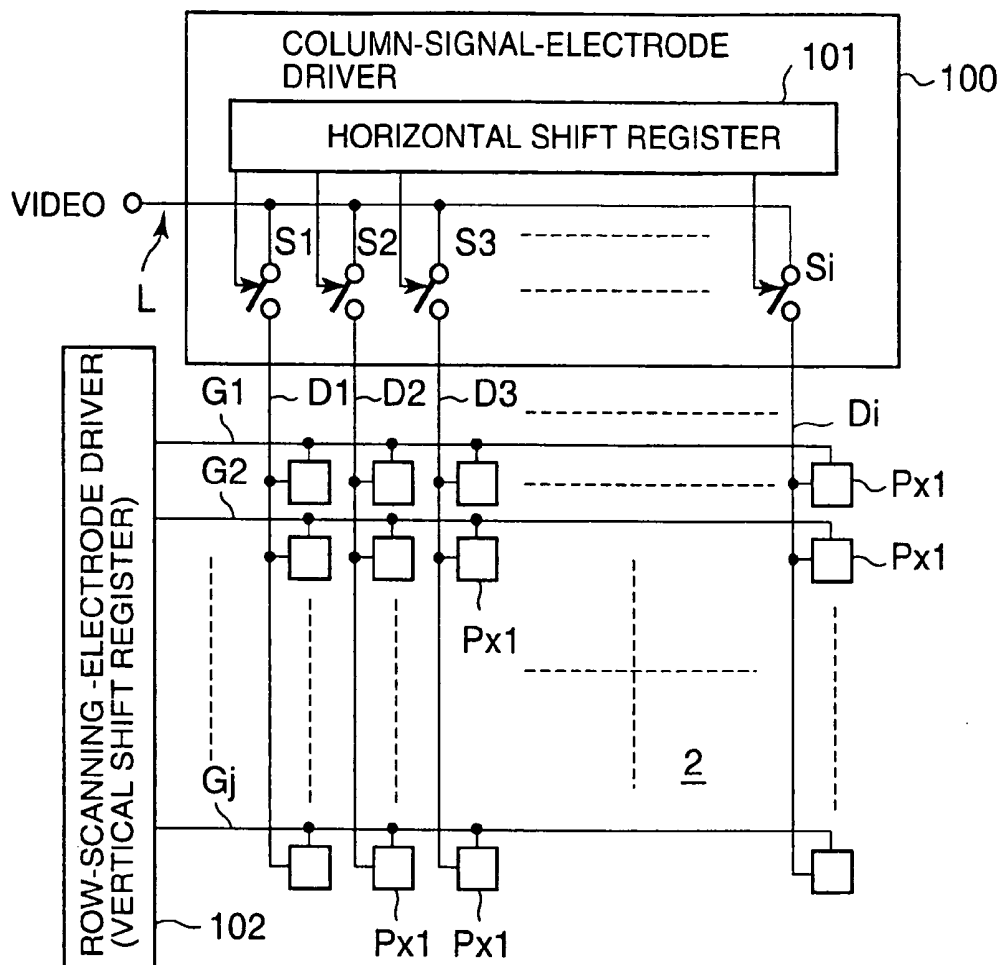 COLUMN-SIGNAL-ELECTRODE
DRIVER
101
100
HORIZONTAL SHIFT REGISTER
VIDEO
L
S1
S2
S3
Si
ROW-SCANNING -ELECTRODE DRIVER
(VERTICAL SHIFT REGISTER)
G1
D1
D2
D3
Di
G2
Px1
Px1
Px1
2
Gj
102
Px1
Px1